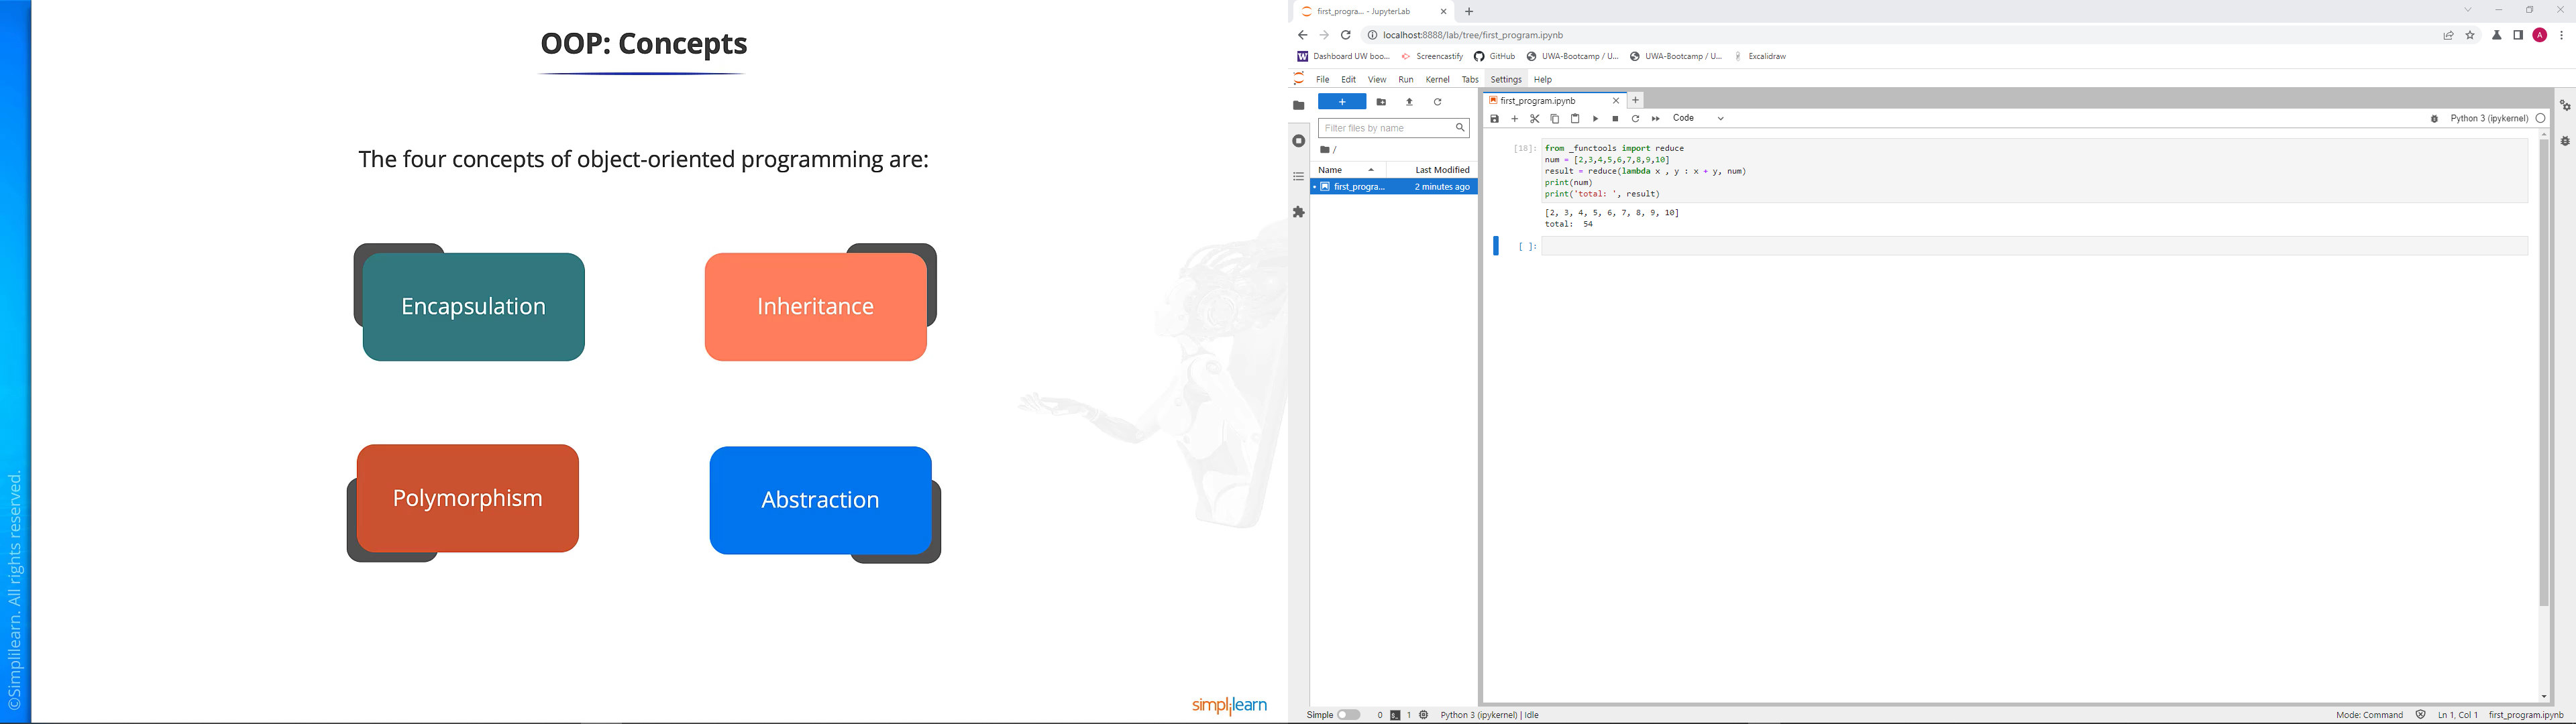 OOP: Concepts
The four concepts of object-oriented programming are:
Encapsulation
Inheritance
Polymorphism
Abstraction
©Simplilearn. All rights reserved.
simplilearn
first_progra... - JupyterLab
localhost:8888/lab/tree/first_program.ipynb
A
Dashboard UW boo...
Screencastify
GitHub
UWA-Bootcamp / U...
UWA-Bootcamp / U...
Excalidraw
File Edit View Run Kernel Tabs Settings Help
Filter files by name
/
Name
Last Modified
first_progra...
2 minutes ago
first_program.ipynb
Code
Python 3 (ipykernel)
[18]:
from _functools import reduce
num = [2,3,4,5,6,7,8,9,10]
result = reduce(lambda x , y : x + y, num)
print(num)
print('total: ', result)
[2, 3, 4, 5, 6, 7, 8, 9, 10]
total:  54
[ ]:
Simple
0
1
Python 3 (ipykernel) | Idle
Mode: Command
Ln 1, Col 1
first_program.ipynb